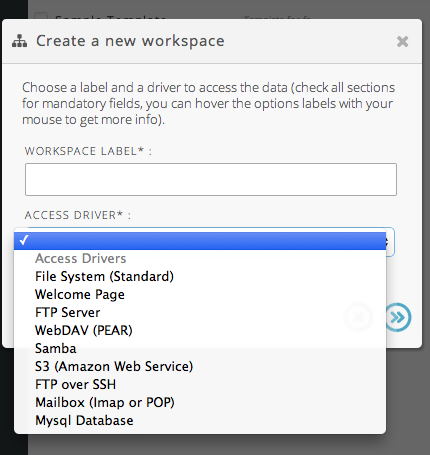 Sample Template
Create a new workspace
Choose a label and a driver to access the data (check all sections
for mandatory fields, you can hover the options labels with your
mouse to get more info).
WORKSPACE LABEL* :
ACCESS DRIVER* :
Access Drivers
File System (Standard)
Welcome Page
FTP Server
WebDAV (PEAR)
Samba
S3 (Amazon Web Service)
FTP over SSH
Mailbox (Imap or POP)
Mysql Database